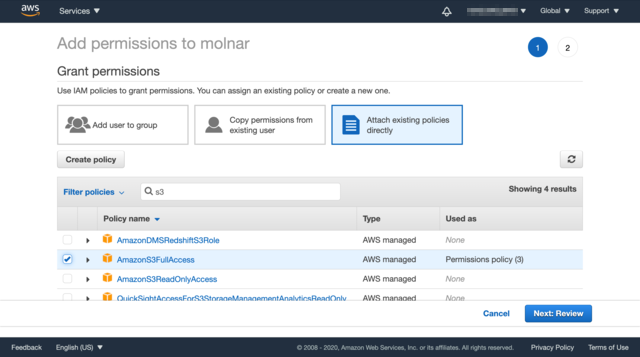 aws Services Global Support
Add permissions to molnar
1 2
Grant permissions
Use IAM policies to grant permissions. You can assign an existing policy or create a new one.
Add user to group
Copy permissions from
existing user
Attach existing policies
directly
Create policy
Filter policies s3 Showing 4 results
Policy name Type Used as
AmazonDMSRedshiftS3Role AWS managed None
AmazonS3FullAccess AWS managed Permissions policy (3)
AmazonS3ReadOnlyAccess AWS managed None
QuickSightAccessForS3StorageManagementAnalyticsReadOnly AWS managed None
Cancel Next: Review
Feedback English (US) © 2008 - 2020, Amazon Web Services, Inc. or its affiliates. All rights reserved. Privacy Policy Terms of Use